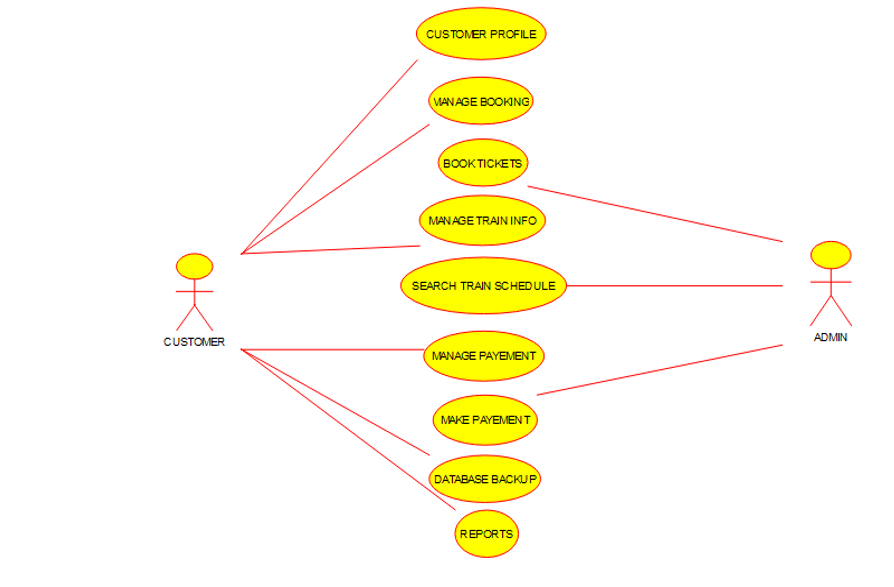 CUSTOMER PROFILE
MANAGE BOOKING
BOOK TICKETS
MANAGE TRAIN INFO
SEARCH TRAIN SCHEDULE
CUSTOMER
ADMIN
MANAGE PAYEMENT
MAKE PAYEMENT
DATABASE BACKUP
REPORTS